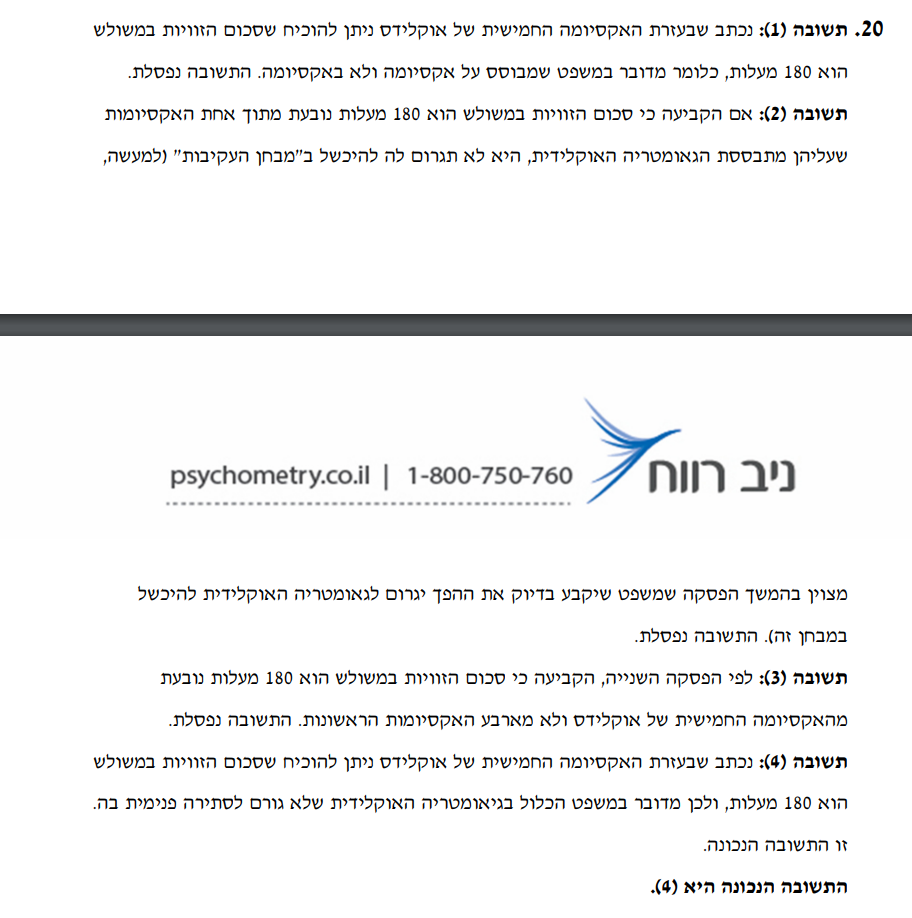 20. תשובה (1): נכתב שבעזרת האקסיומה החמישית של אוקלידס ניתן להוכיח שסכום הזוויות במשולש
הוא 180 מעלות, כלומר מדובר במשפט שמבוסס על אקסיומה ולא באקסיומה. התשובה נפסלת.
תשובה (2): אם הקביעה כי סכום הזוויות במשולש הוא 180 מעלות נובעת מתוך אחת האקסיומות
שעליהן מתבססת הגאומטריה האוקלידית, היא לא תגרום לה להיכשל ב"מבחן העקיבות" (למעשה,
ניב רווח
psychometry.co.il | 1-800-750-760
מצוין בהמשך הפסקה שמשפט שיקבע בדיוק את ההפך יגרום לגאומטריה האוקלידית להיכשל
במבחן זה). התשובה נפסלת.
תשובה (3): לפי הפסקה השנייה, הקביעה כי סכום הזוויות במשולש הוא 180 מעלות נובעת
מהאקסיומה החמישית של אוקלידס ולא מארבע האקסיומות הראשונות. התשובה נפסלת.
תשובה (4): נכתב שבעזרת האקסיומה החמישית של אוקלידס ניתן להוכיח שסכום הזוויות במשולש
הוא 180 מעלות, ולכן מדובר במשפט הכלול בגיאומטריה האוקלידית שלא גורם לסתירה פנימית בה.
זו התשובה הנכונה.
התשובה הנכונה היא (4).